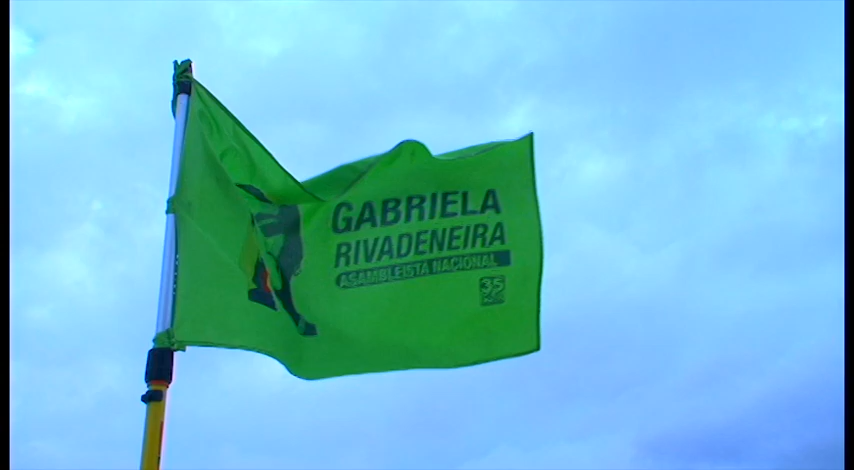 GABRIELA
RIVADENEIRA
ASAMBLEISTA NACIONAL
35